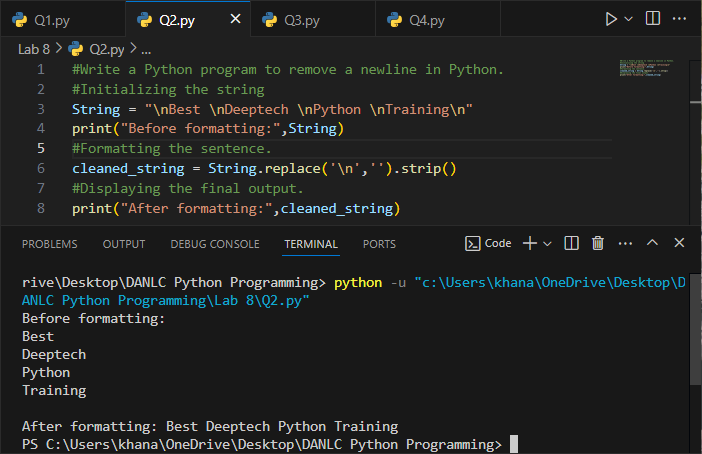 Q1.py Q2.py Q3.py Q4.py
Lab 8 > Q2.py > ...
1 #Write a Python program to remove a newline in Python.
2 #Initializing the string
3 String = "\nBest \nDeeptech \nPython \nTraining\n"
4 print("Before formatting:",String)
5 #Formatting the sentence.
6 cleaned_string = String.replace('\n','').strip()
7 #Displaying the final output.
8 print("After formatting:",cleaned_string)
PROBLEMS OUTPUT DEBUG CONSOLE TERMINAL PORTS Code
rive\Desktop\DANLC Python Programming> python -u "c:\Users\khana\OneDrive\Desktop\D
ANLC Python Programming\Lab 8\Q2.py"
Before formatting:
Best
Deeptech
Python
Training
After formatting: Best Deeptech Python Training
PS C:\Users\khana\OneDrive\Desktop\DANLC Python Programming>